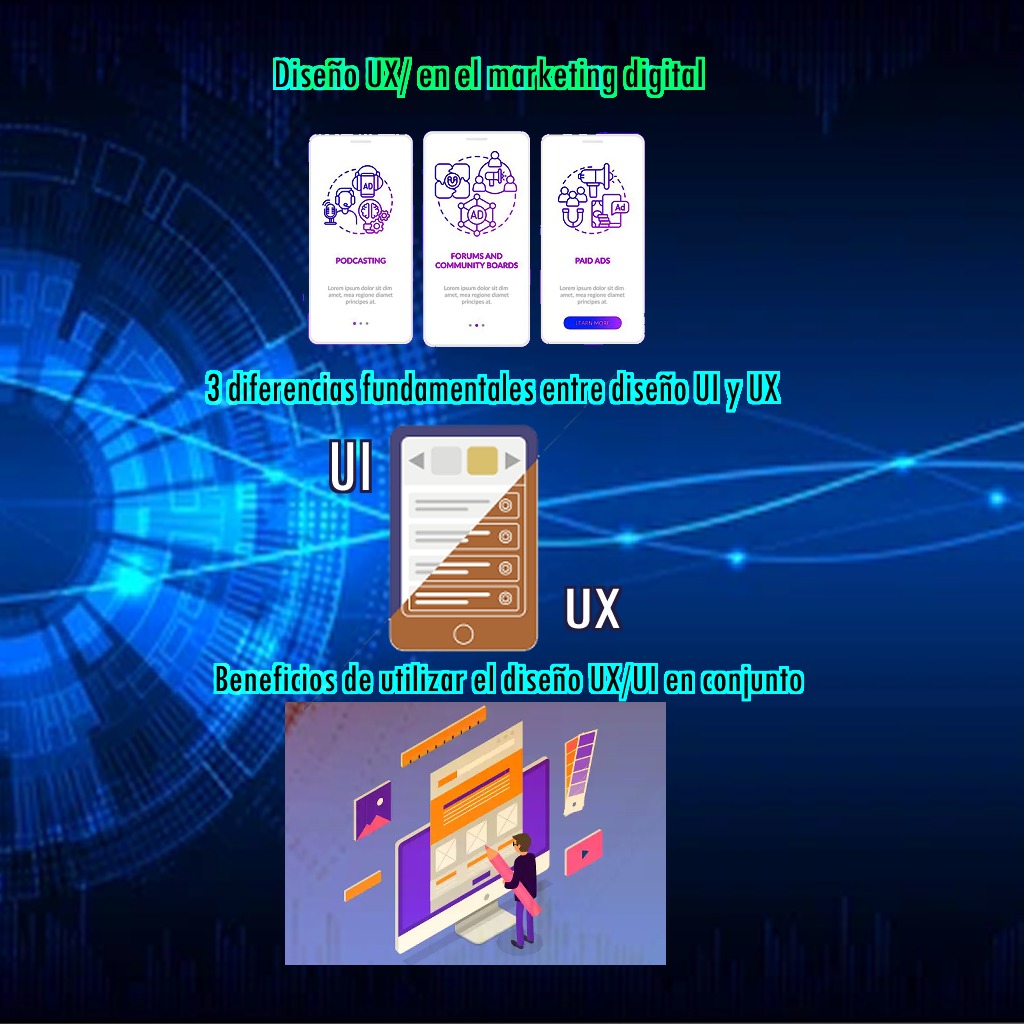 Diseño UX/ en el marketing digital
AD
PODCASTING
Lorem ipsum dolor sit dim
amet, mea regione diamet
principes at.
AD
FORUMS AND
COMMUNITY BOARDS
Lorem ipsum dolor sit dim
amet, mea regione diamet
principes at.
Ad
PAID ADS
Lorem ipsum dolor sit dim
amet, mea regione diamet
principes at.
LEARN MORE
3 diferencias fundamentales entre diseño UI y UX
UI
UX
Beneficios de utilizar el diseño UX/UI en conjunto